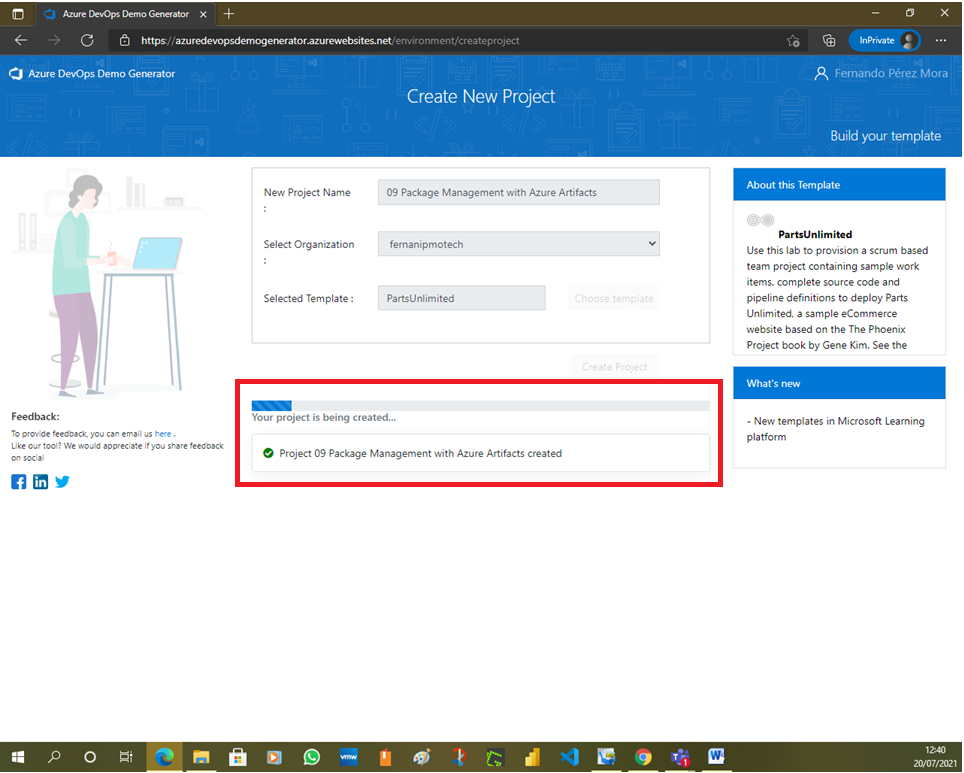 Azure DevOps Demo Generator
https://azuredevopsdemogenerator.azurewebsites.net/environment/createproject
InPrivate
Azure DevOps Demo Generator
Fernando Pérez Mora
Create New Project
Build your template
New Project Name
:
09 Package Management with Azure Artifacts
Select Organization
:
fernanipmotech
Selected Template :
PartsUnlimited
Choose template
Create Project
Your project is being created...
Project 09 Package Management with Azure Artifacts created
About this Template
PartsUnlimited
Use this lab to provision a scrum based
team project containing sample work
items, complete source code and
pipeline definitions to deploy Parts
Unlimited, a sample eCommerce
website based on the The Phoenix
Project book by Gene Kim. See the
What's new
- New templates in Microsoft Learning
platform
Feedback:
To provide feedback, you can email us here .
Like our tool? We would appreciate if you share feedback
on social
vmw
1
12:40
20/07/2021